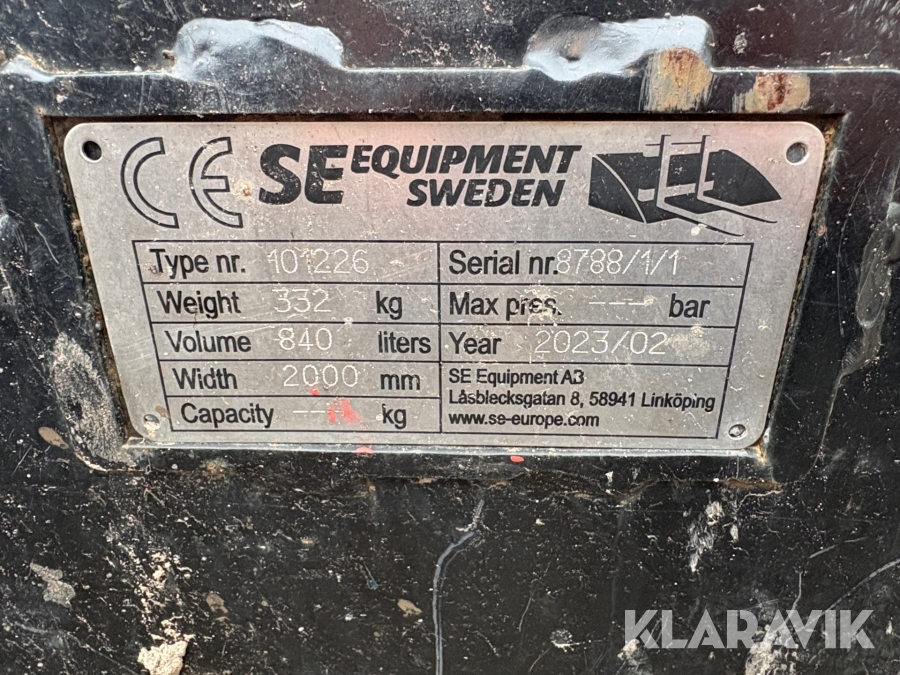 CE SE EQUIPMENT
SWEDEN
Type nr. 101226 Serial nr. 8788/1/1
Weight 332 kg Max pres. --- bar
Volume 840 liters Year 2023/02
Width 2000 mm SE Equipment AB
Låsblecksgatan 8, 58941 Linköping
Capacity --- kg www.se-europe.com
KLARAVIK